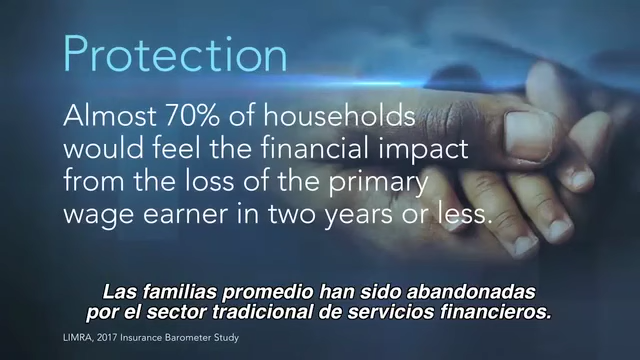 Protection
Almost 70% of households
would feel the financial impact
from the loss of the primary
wage earner in two years or less.
Las familias promedio han sido abandonadas
por el sector tradicional de servicios financieros.
LIMRA, 2017 Insurance Barometer Study